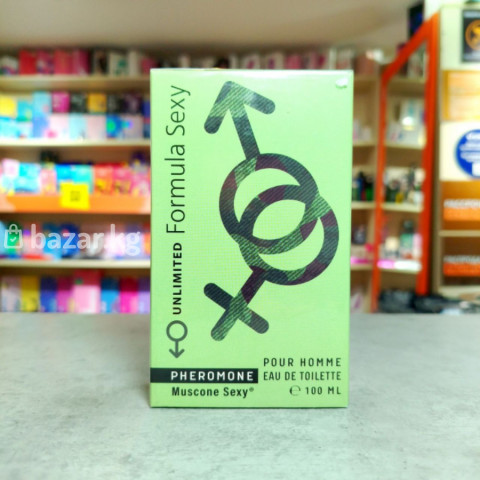 UNLIMITED Formula Sexy
PHEROMONE
Muscone Sexy®
POUR HOMME
EAU DE TOILETTE
℮ 100 ML
bazar.kg